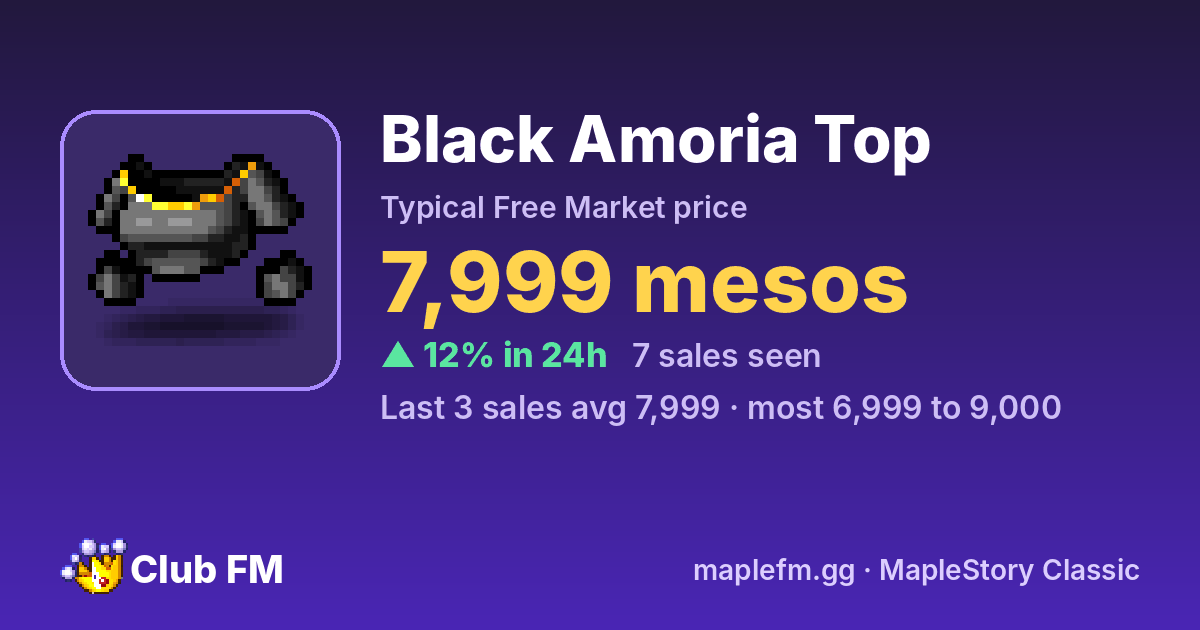 Black Amoria Top
Typical Free Market price
7,999 mesos
▲ 12% in 24h 7 sales seen
Last 3 sales avg 7,999 · most 6,999 to 9,000
Club FM
maplefm.gg · MapleStory Classic